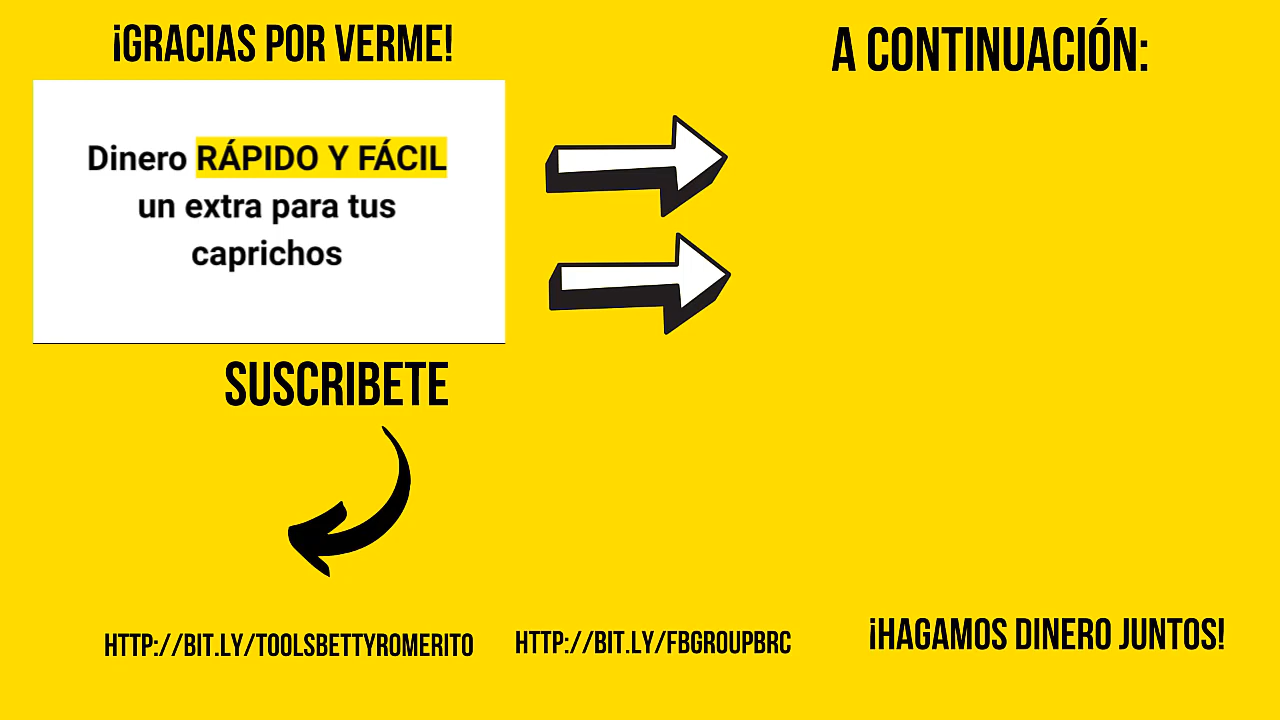 ¡GRACIAS POR VERME!
A CONTINUACIÓN:
Dinero RÁPIDO Y FÁCIL
un extra para tus
caprichos
SUSCRIBETE
HTTP://BIT.LY/TOOLSBETTYROMERITO
HTTP://BIT.LY/FBGROUPBRC
¡HAGAMOS DINERO JUNTOS!